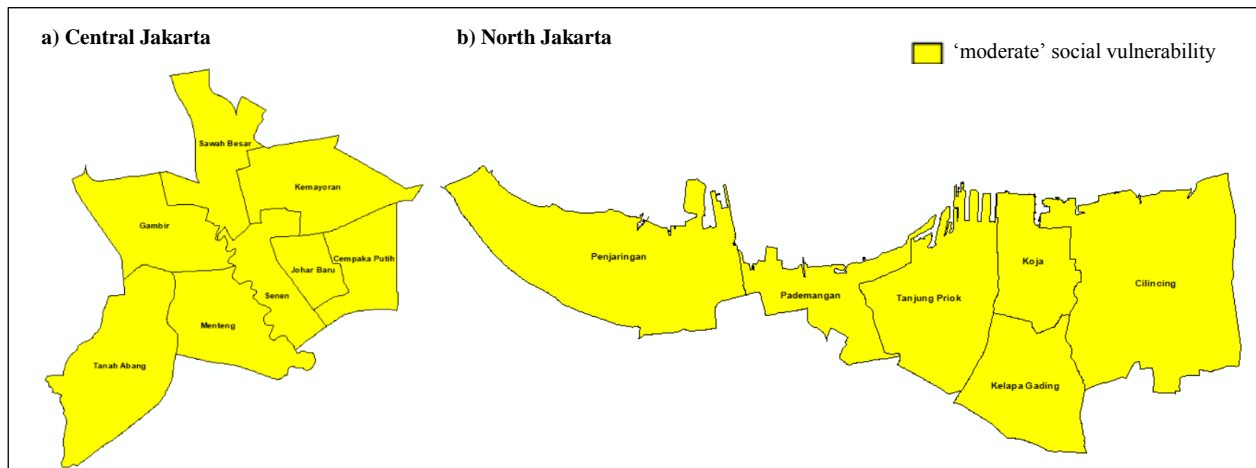 a) Central Jakarta
b) North Jakarta
‘moderate’ social vulnerability
Sawah Besar
Kemayoran
Gambir
Cempaka Putih
Johar Baru
Senen
Menteng
Tanah Abang
Penjaringan
Pademangan
Tanjung Priok
Koja
Cilincing
Kelapa Gading